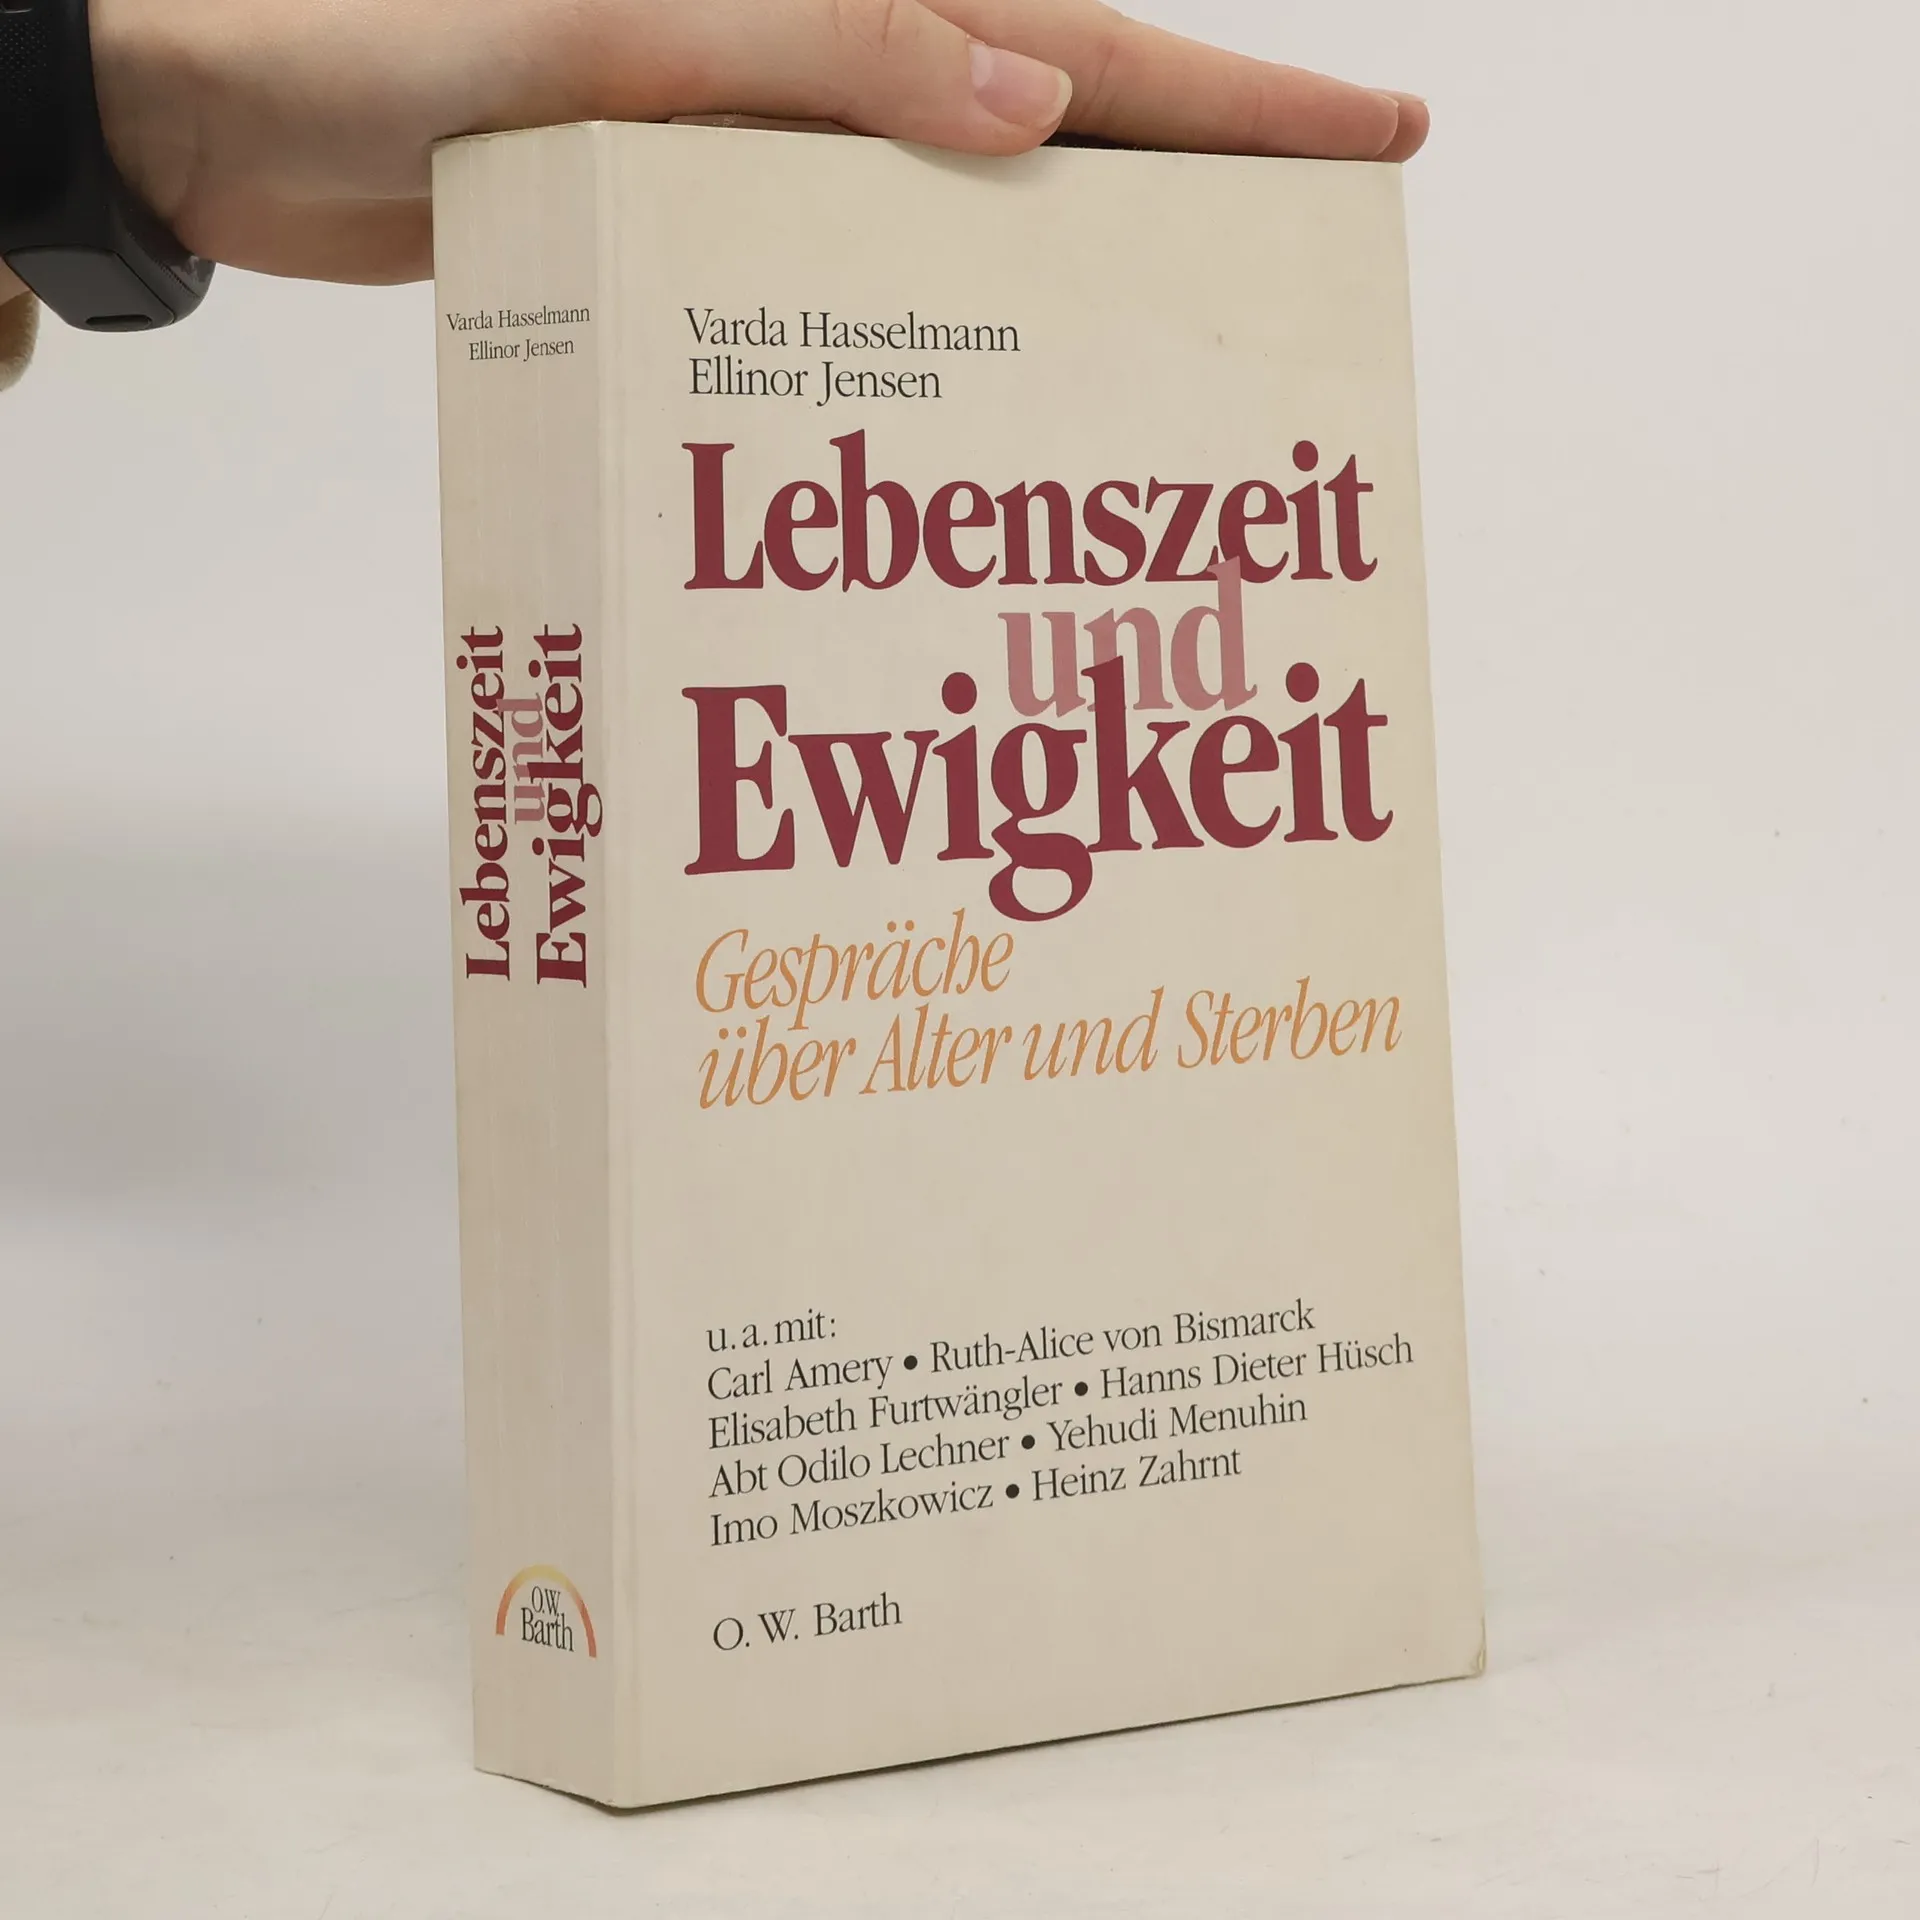 Varda Hasselmann
Ellinor Jensen
Lebenszeit
und
Ewigkeit
O.W.
Barth
Varda Hasselmann
Ellinor Jensen
Lebenszeit
und
Ewigkeit
Gespräche
über Alter und Sterben
u. a. mit:
Carl Amery • Ruth-Alice von Bismarck
Elisabeth Furtwängler • Hanns Dieter Hüsch
Abt Odilo Lechner • Yehudi Menuhin
Imo Moszkowicz • Heinz Zahrnt
O. W. Barth